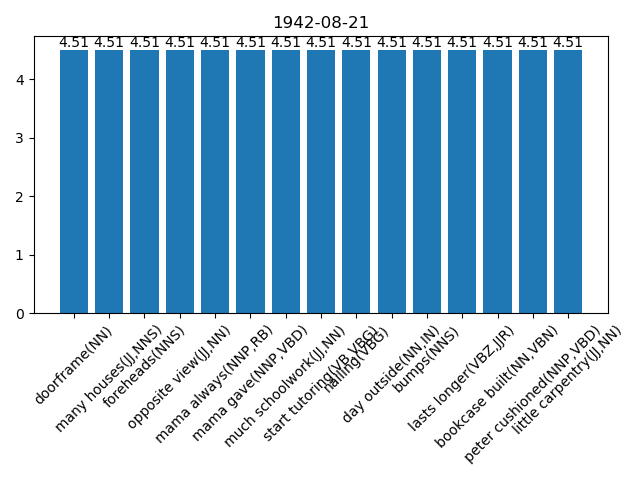 1942-08-21
4.51 4.51 4.51 4.51 4.51 4.51 4.51 4.51 4.51 4.51 4.51 4.51 4.51 4.51 4.51
4
3
2
1
0
doorframe(NN)
many houses(JJ,NNS)
foreheads(NNS)
opposite view(JJ,NN)
mama always(NNP,RB)
mama gave(NNP,VBD)
much schoolwork(JJ,NN)
start tutoring(VB,VBG)
nailing(VBG)
day outside(NN,IN)
bumps(NNS)
lasts longer(VBZ,JJR)
bookcase built(NN,VBN)
peter cushioned(NNP,VBD)
little carpentry(JJ,NN)